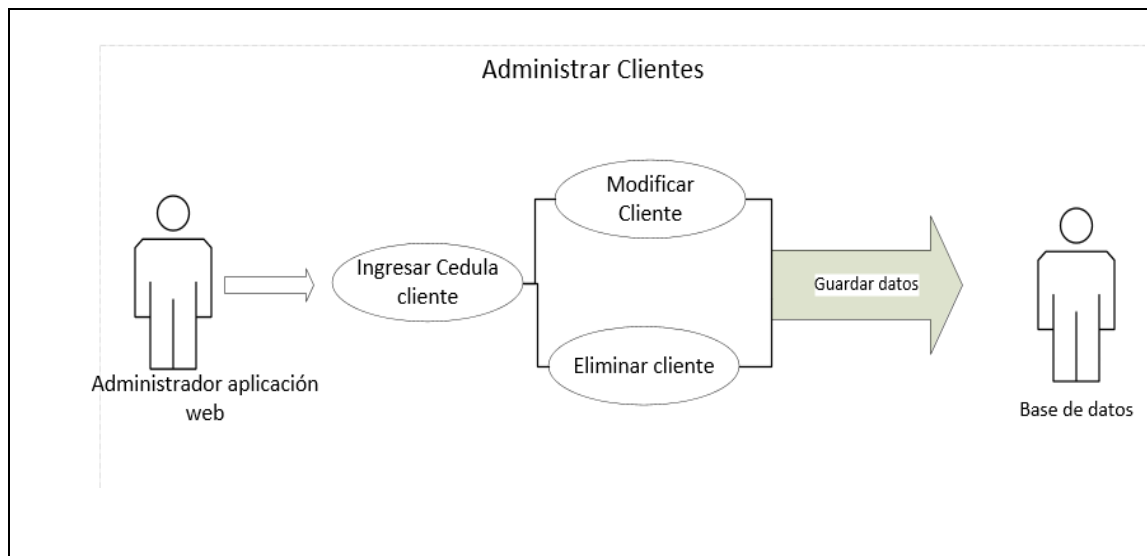 Administrar Clientes
Modificar
Cliente
Ingresar Cedula
cliente
Guardar datos
Eliminar cliente
Administrador aplicación
web
Base de datos